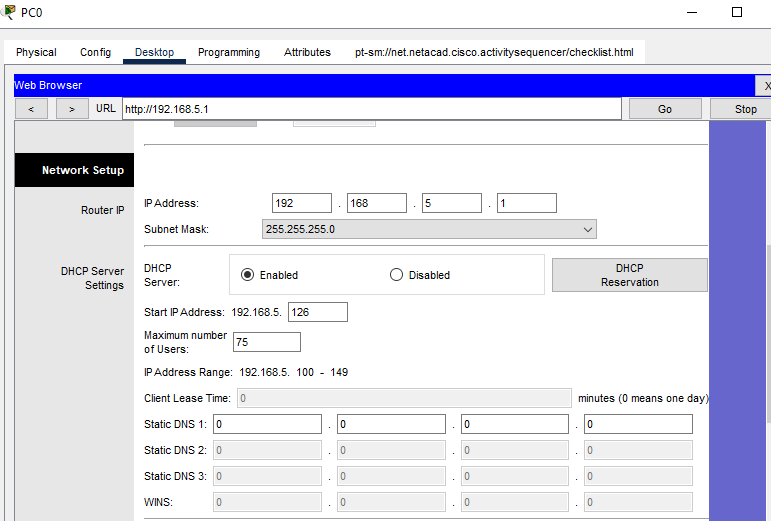 PC0
Physical Config Desktop Programming Attributes pt-sm://net.netacad.cisco.activitysequencer/checklist.html
Web Browser X
< > URL http://192.168.5.1 Go Stop
Network Setup
Router IP
IP Address: 192 . 168 . 5 . 1
Subnet Mask: 255.255.255.0
DHCP Server
Settings
DHCP
Server:
Enabled Disabled
DHCP
Reservation
Start IP Address: 192.168.5. 126
Maximum number
of Users: 75
IP Address Range: 192.168.5. 100 - 149
Client Lease Time: 0 minutes (0 means one day)
Static DNS 1: 0 . 0 . 0 . 0
Static DNS 2: 0 . 0 . 0 . 0
Static DNS 3: 0 . 0 . 0 . 0
WINS: 0 . 0 . 0 . 0